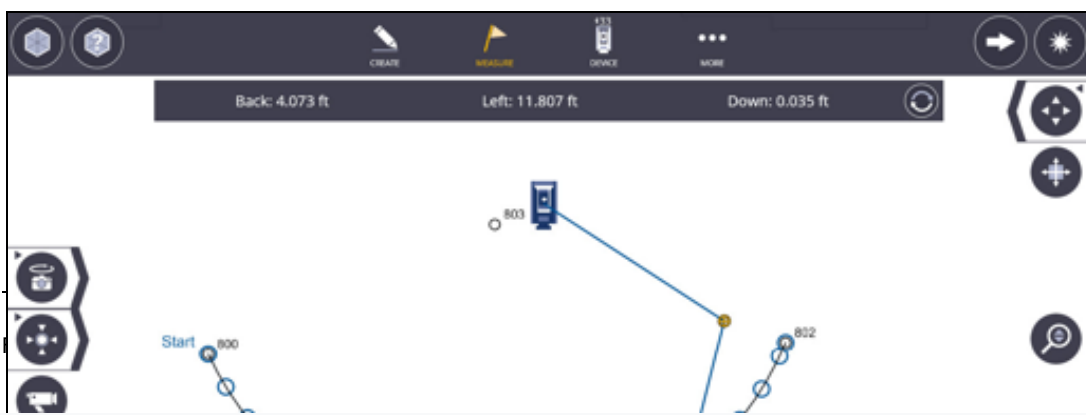 +33
CREATE
MEASURE
DEVICE
MORE
Back: 4.073 ft
Left: 11.807 ft
Down: 0.035 ft
803
Start
800
802